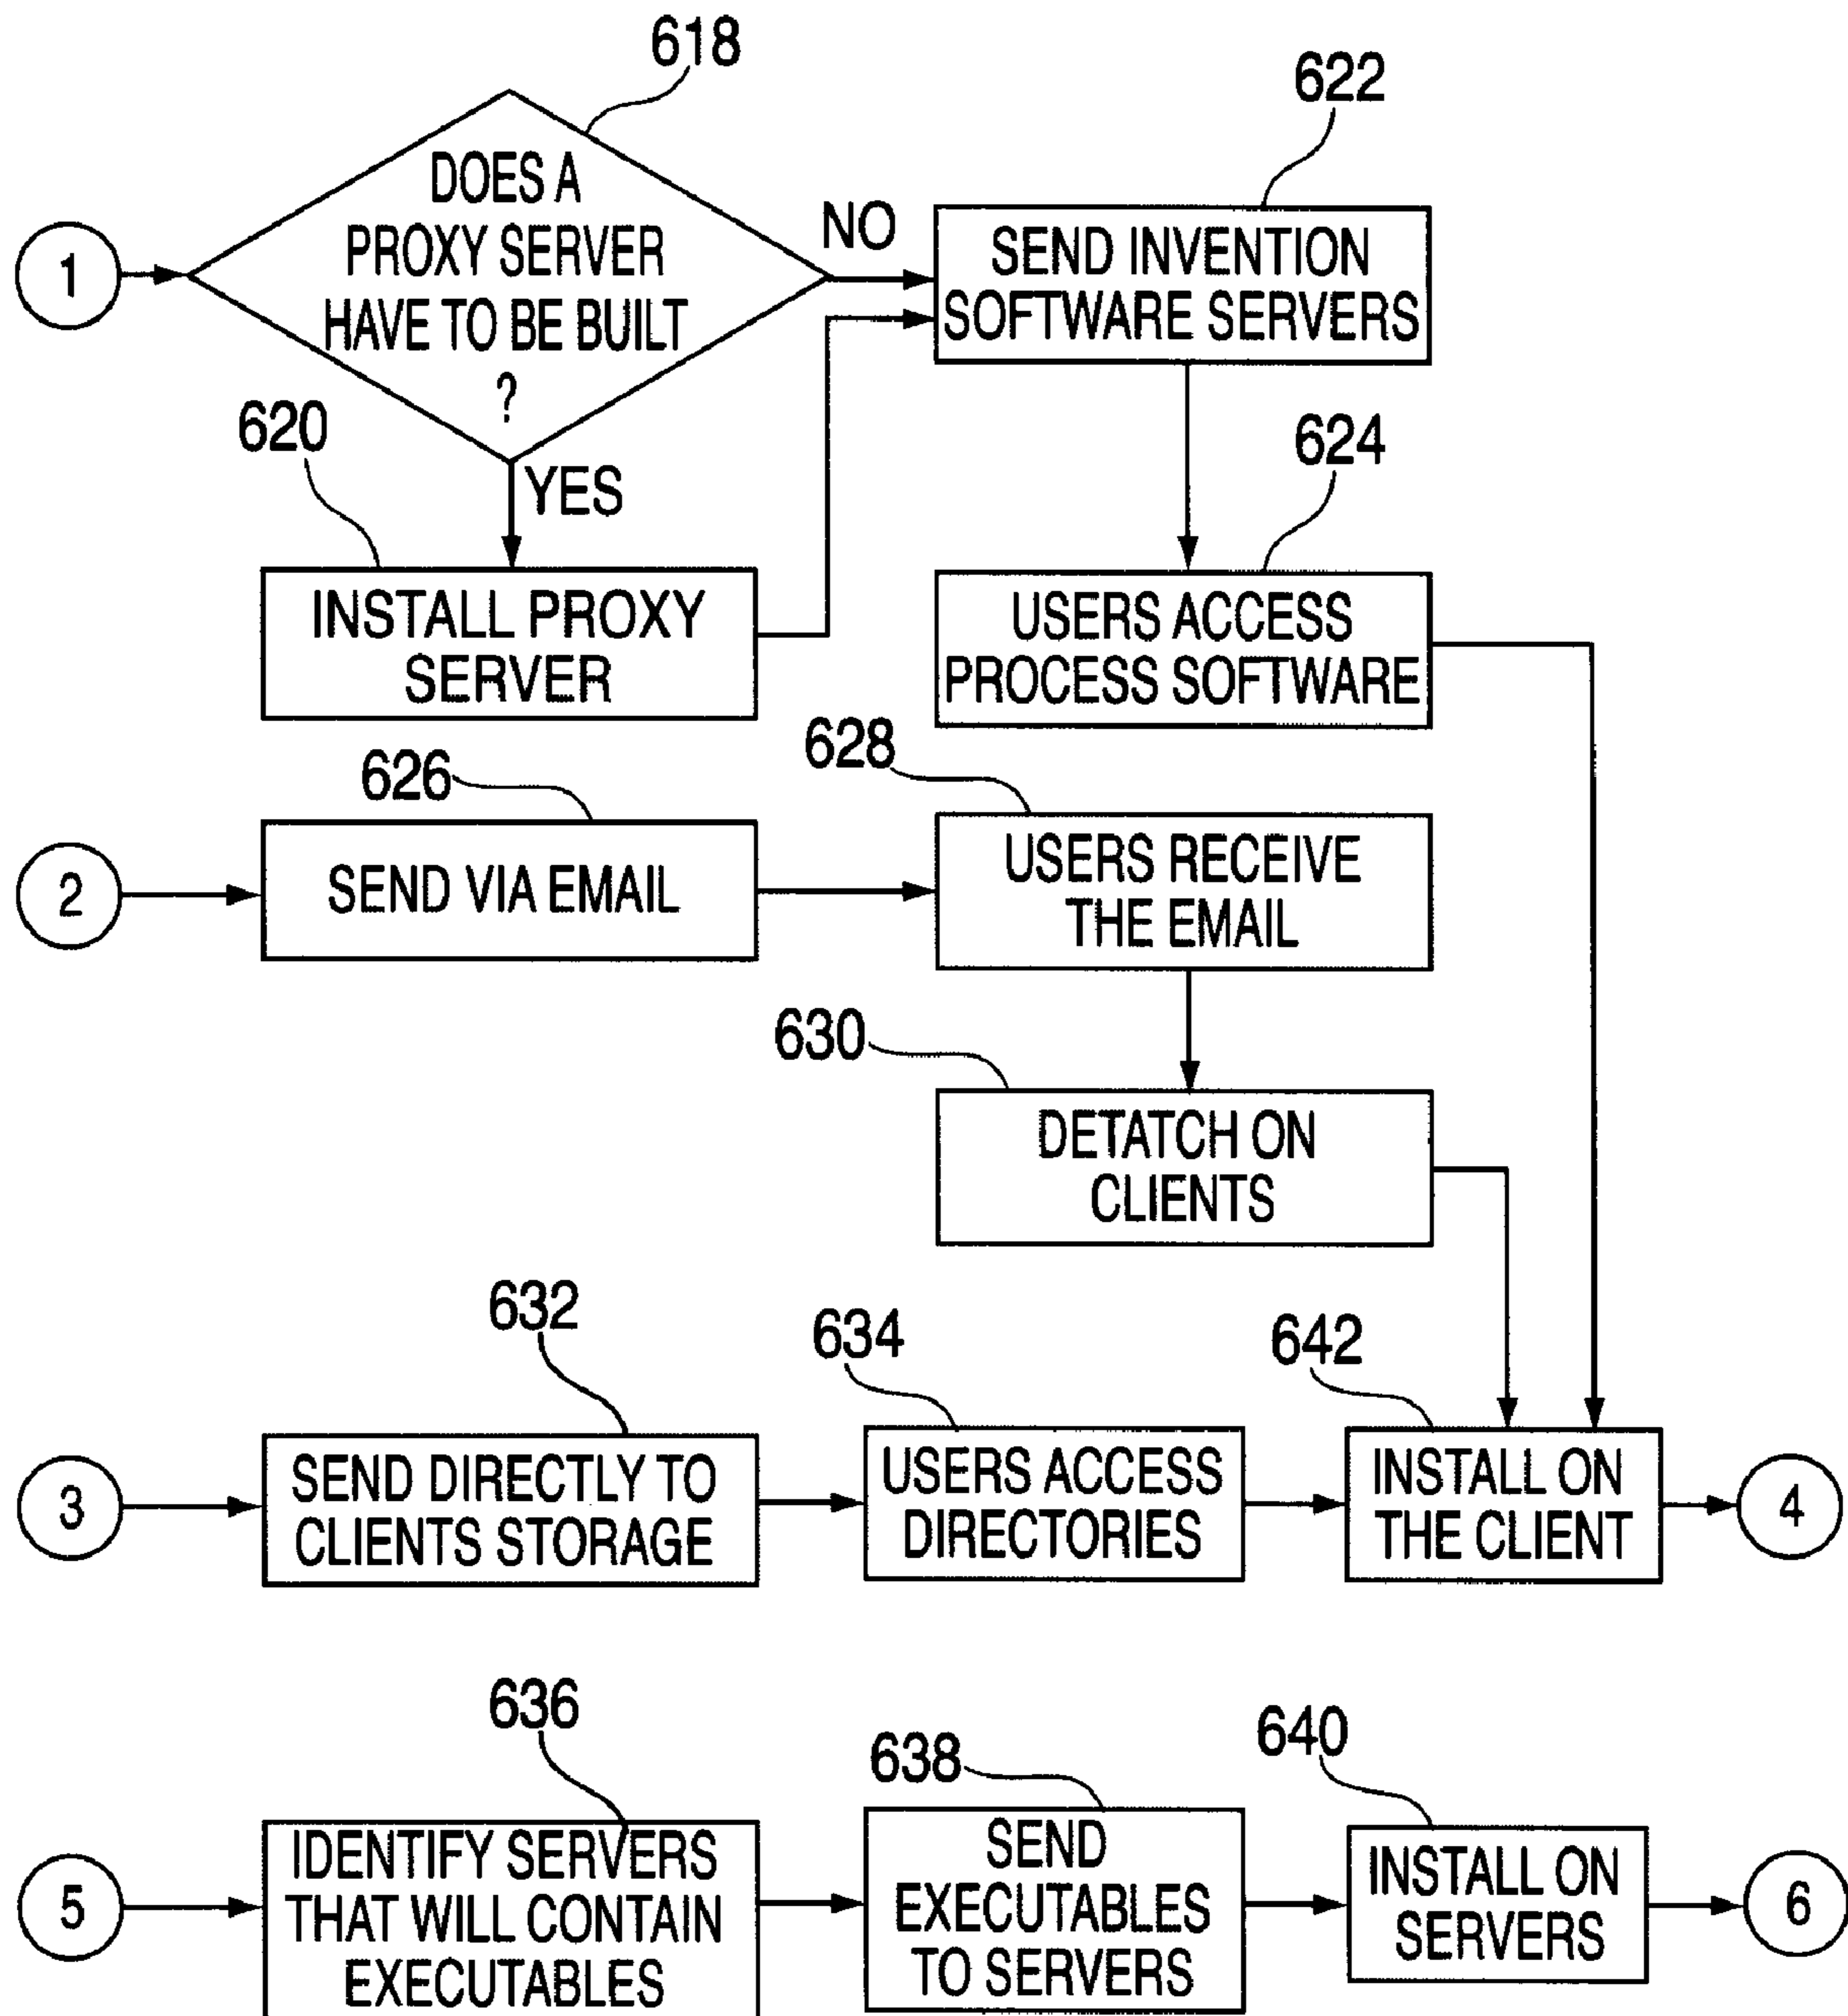 618
622
DOES A
PROXY SERVER
HAVE TO BE BUILT
?
NO
1
SEND INVENTION
SOFTWARE SERVERS
620
YES
624
INSTALL PROXY
SERVER
USERS ACCESS
PROCESS SOFTWARE
626
628
2
SEND VIA EMAIL
USERS RECEIVE
THE EMAIL
630
DETATCH ON
CLIENTS
632
634
642
3
SEND DIRECTLY TO
CLIENTS STORAGE
USERS ACCESS
DIRECTORIES
INSTALL ON
THE CLIENT
4
636
638
640
5
IDENTIFY SERVERS
THAT WILL CONTAIN
EXECUTABLES
SEND
EXECUTABLES
TO SERVERS
INSTALL ON
SERVERS
6